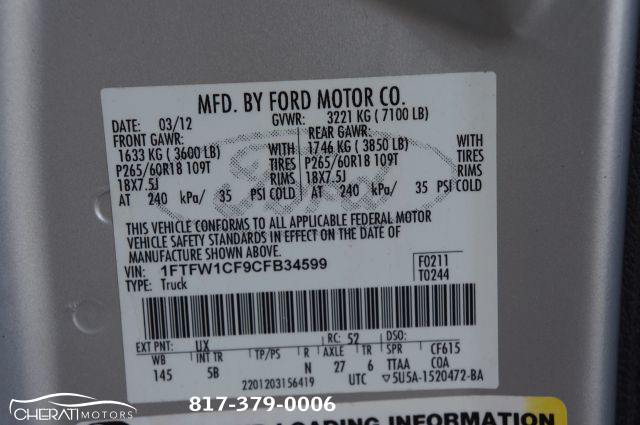 MFD. BY FORD MOTOR CO.
DATE: 03/12 GVWR: 3221 KG ( 7100 LB)
FRONT GAWR: REAR GAWR:
1633 KG ( 3600 LB) WITH 1746 KG ( 3850 LB) WITH
P265/60R18 109T TIRES P265/60R18 109T TIRES
18X7.5J RIMS 18X7.5J RIMS
AT 240 kPa/ 35 PSI COLD AT 240 kPa/ 35 PSI COLD
THIS VEHICLE CONFORMS TO ALL APPLICABLE FEDERAL MOTOR
VEHICLE SAFETY STANDARDS IN EFFECT ON THE DATE OF
MANUFACTURE SHOWN ABOVE.
VIN: 1FTFW1CF9CFB34599 F0211
TYPE: Truck T0244
EXT PNT: UX RC: 52 DSO:
WB INT TR TP/PS R AXLE TR SPR CF615
145 5B N 27 6 TTAA COA
2201203156419 UTC ▽5U5A-1520472-BA
Ford
CHERATI MOTORS 817-379-0006
LOADING INFORMATION